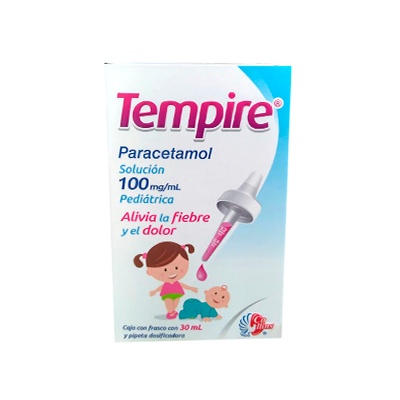 Tempire®
Paracetamol
Solución
100 mg/mL
Pediátrica
Alivia la fiebre
y el dolor
Caja con frasco con 30 mL
y pipeta dosificadora